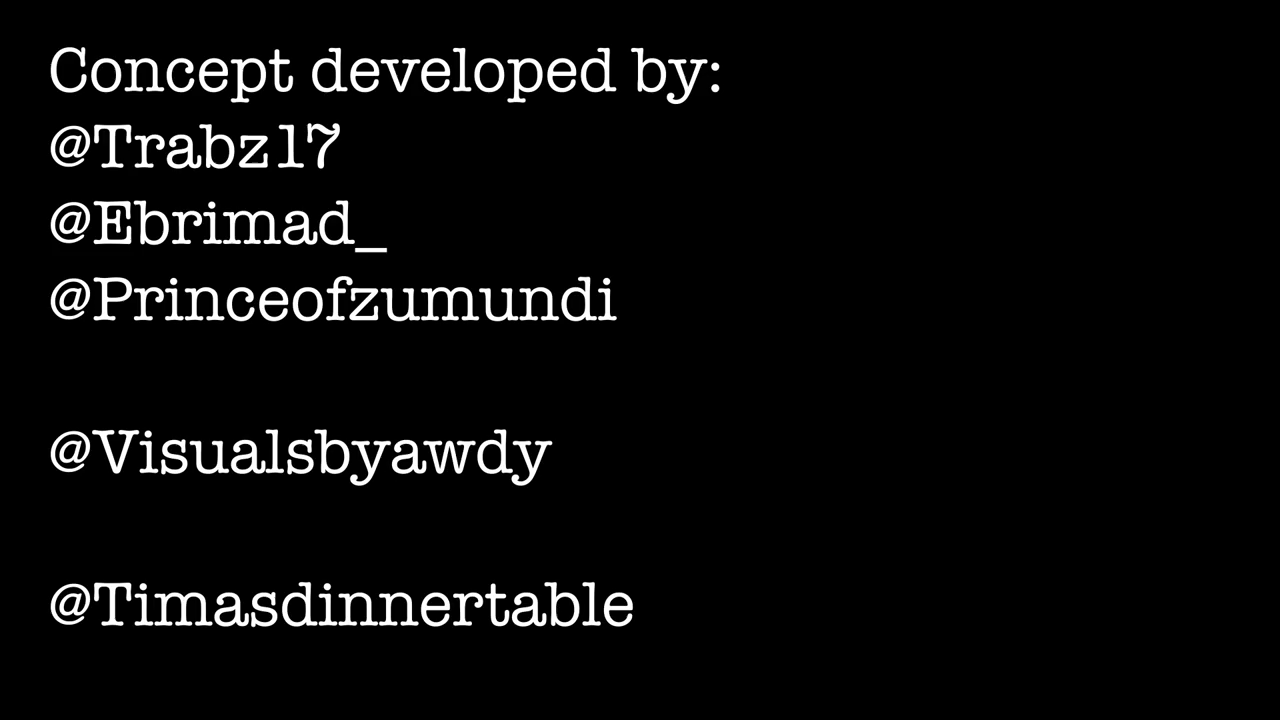 Concept developed by:
@Trabz17
@Ebrimad_
@Princeofzumundi
@Visualsbyawdy
@Timasdinnertable